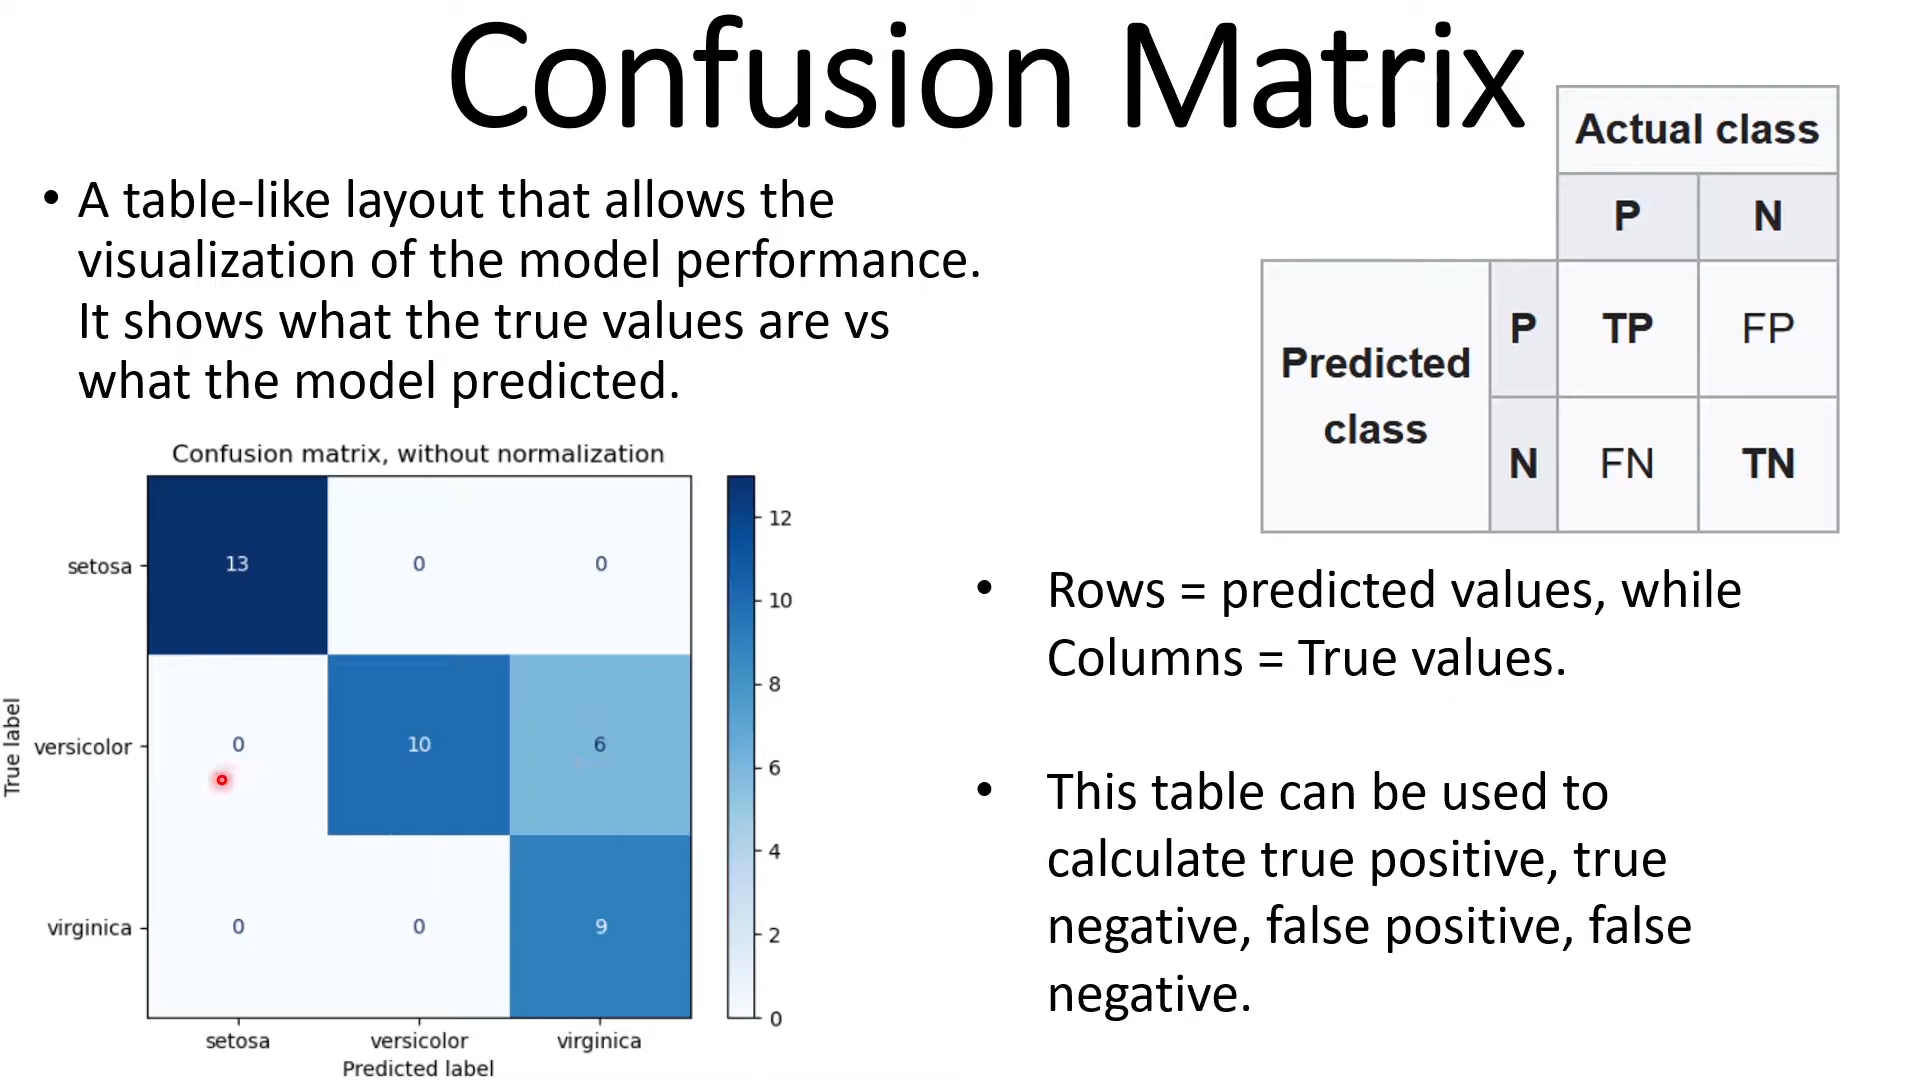 Confusion Matrix
• A table-like layout that allows the
visualization of the model performance.
It shows what the true values are vs
what the model predicted.
Actual class
P N
Predicted
class
P TP FP
N FN TN
Confusion matrix, without normalization
True label
setosa 13 0 0
versicolor 0 10 6
virginica 0 0 9
setosa versicolor virginica
Predicted label
12
10
8
6
4
2
0
• Rows = predicted values, while
Columns = True values.
• This table can be used to
calculate true positive, true
negative, false positive, false
negative.